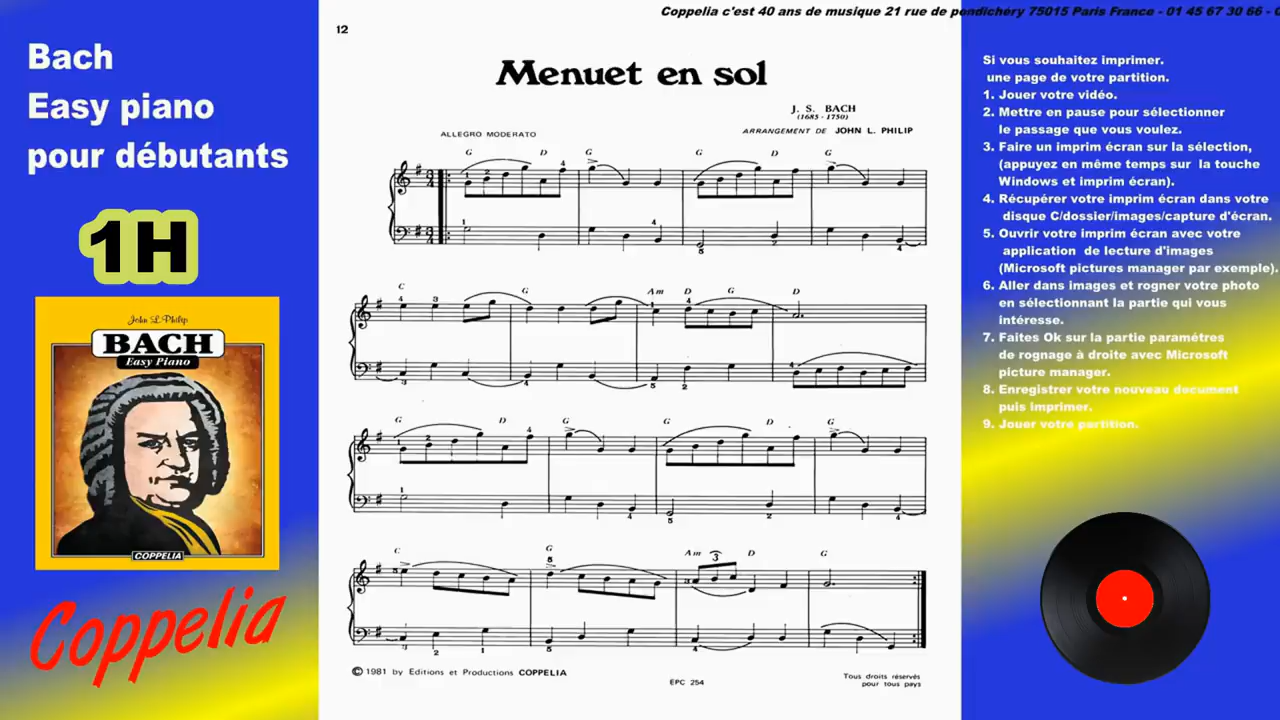 Coppelia c'est 40 ans de musique 21 rue de pondichéry 75015 Paris France - 01 45 67 30 66 -
Bach
Easy piano
pour débutants
1H
John L Philip
BACH
Easy Piano
COPPELIA
Coppelia
12
Menuet en sol
J. S. BACH
(1685 - 1750)
ALLEGRO MODERATO
ARRANGEMENT DE JOHN L. PHILIP
G D G G D G
C G Am D G D
G D G G D G
C G Am D G
© 1981 by Editions et Productions COPPELIA
EPC 254
Tous droits réservés
pour tous pays
Si vous souhaitez imprimer.
une page de votre partition.
1. Jouer votre vidéo.
2. Mettre en pause pour sélectionner
le passage que vous voulez.
3. Faire un imprim écran sur la sélection,
(appuyez en même temps sur la touche
Windows et imprim écran).
4. Récupérer votre imprim écran dans votre
disque C/dossier/images/capture d'écran.
5. Ouvrir votre imprim écran avec votre
application de lecture d'images
(Microsoft pictures manager par exemple).
6. Aller dans images et rogner votre photo
en sélectionnant la partie qui vous
intéresse.
7. Faites Ok sur la partie paramétres
de rognage à droite avec Microsoft
picture manager.
8. Enregistrer votre nouveau document
puis imprimer.
9. Jouer votre partition.